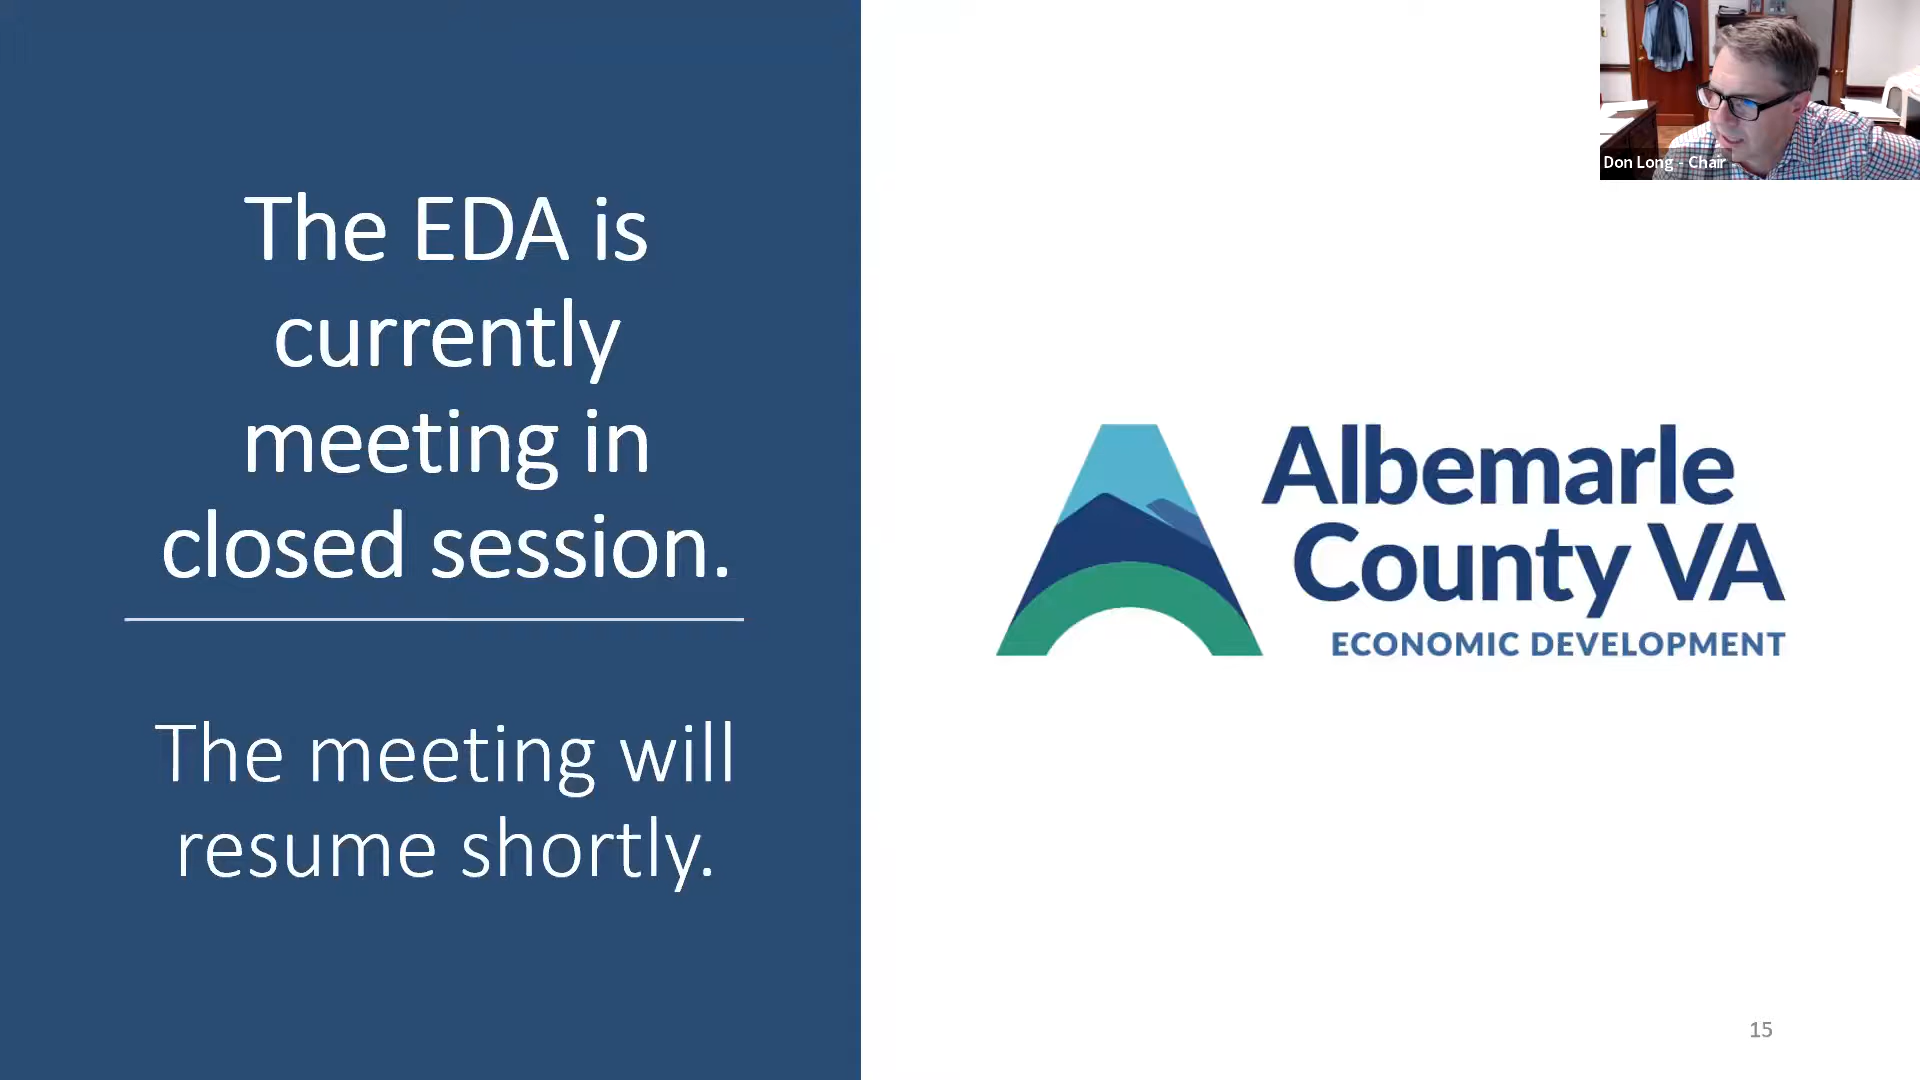 The EDA is
currently
meeting in
closed session.
The meeting will
resume shortly.
Albemarle
County VA
ECONOMIC DEVELOPMENT
Don Long - Chair
15